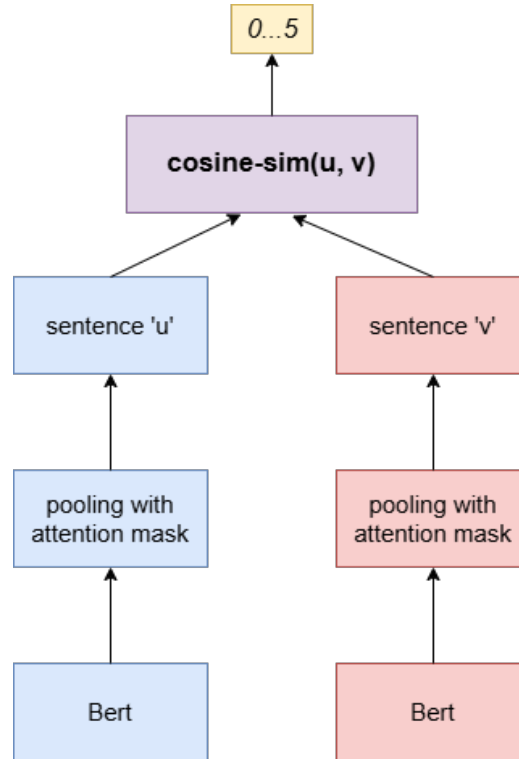 0...5
cosine-sim(u, v)
sentence 'u'
sentence 'v'
pooling with
attention mask
pooling with
attention mask
Bert
Bert